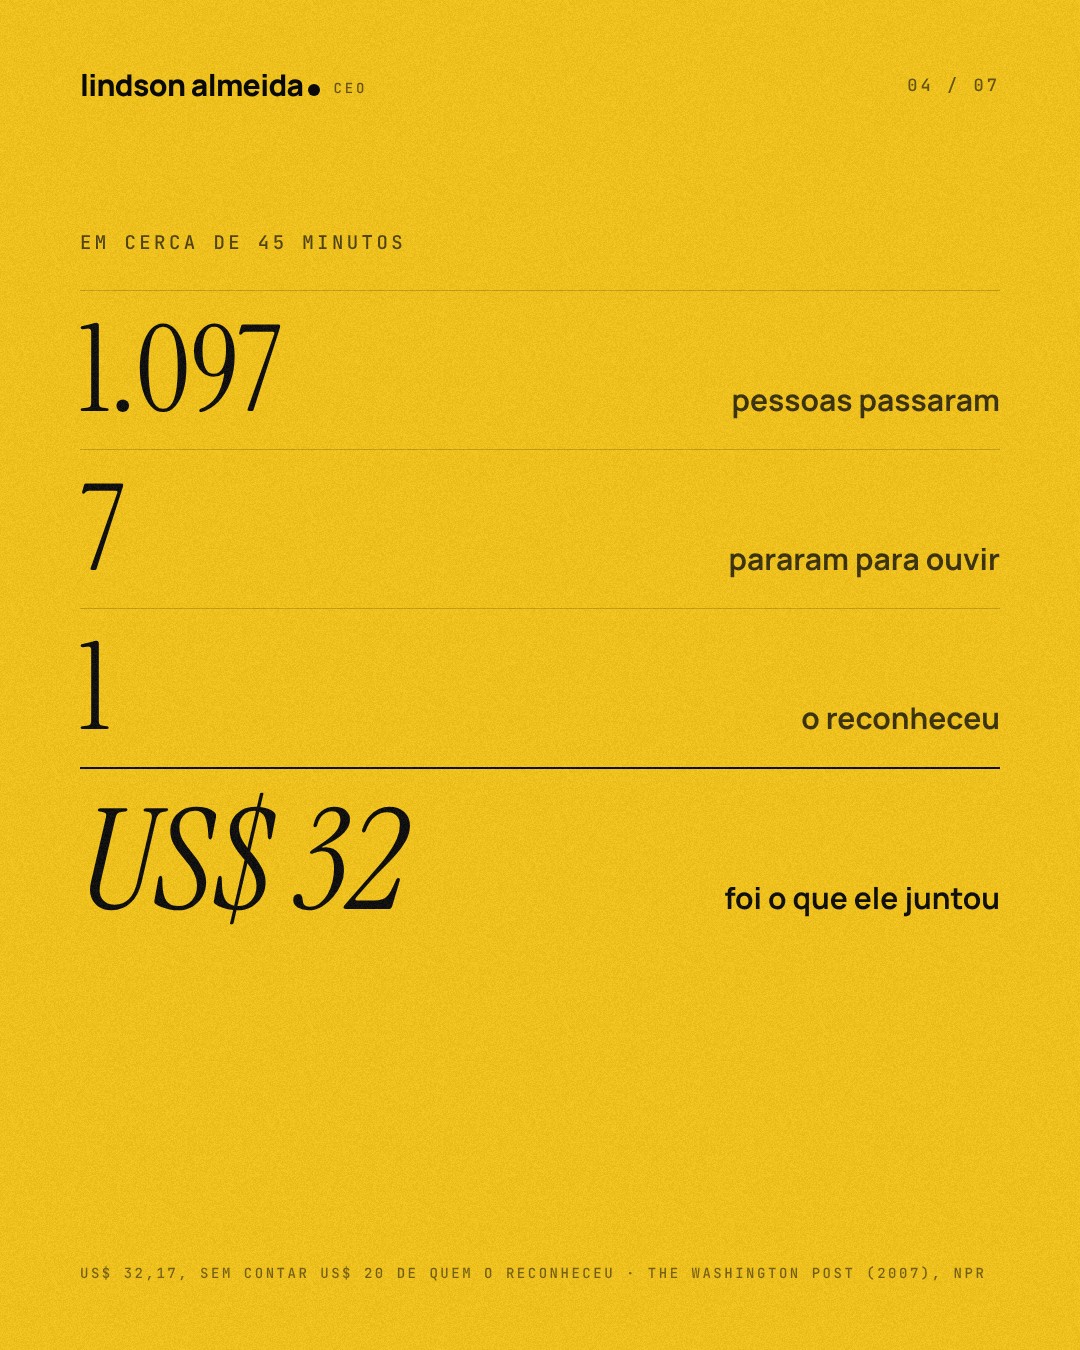 lindson almeida. CEO
04 / 07
EM CERCA DE 45 MINUTOS
1.097
pessoas passaram
7
pararam para ouvir
1
o reconheceu
US$ 32
foi o que ele juntou
US$ 32,17, SEM CONTAR US$ 20 DE QUEM O RECONHECEU · THE WASHINGTON POST (2007), NPR